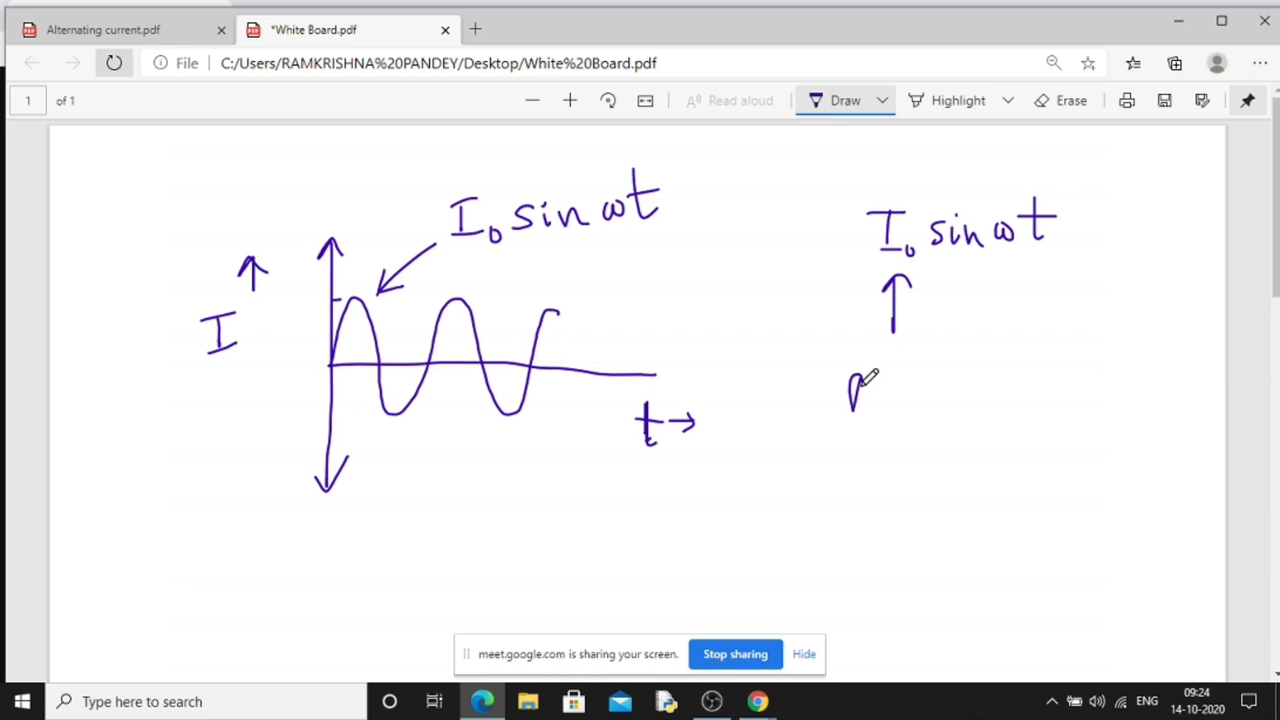 Alternating current.pdf
*White Board.pdf
File
C:/Users/RAMKRISHNA%20PANDEY/Desktop/White%20Board.pdf
1 of 1
Read aloud
Draw
Highlight
Erase
I₀ sin ωt
I₀ sin ωt
I
t
meet.google.com is sharing your screen.
Stop sharing
Hide
Type here to search
ENG
09:24
14-10-2020